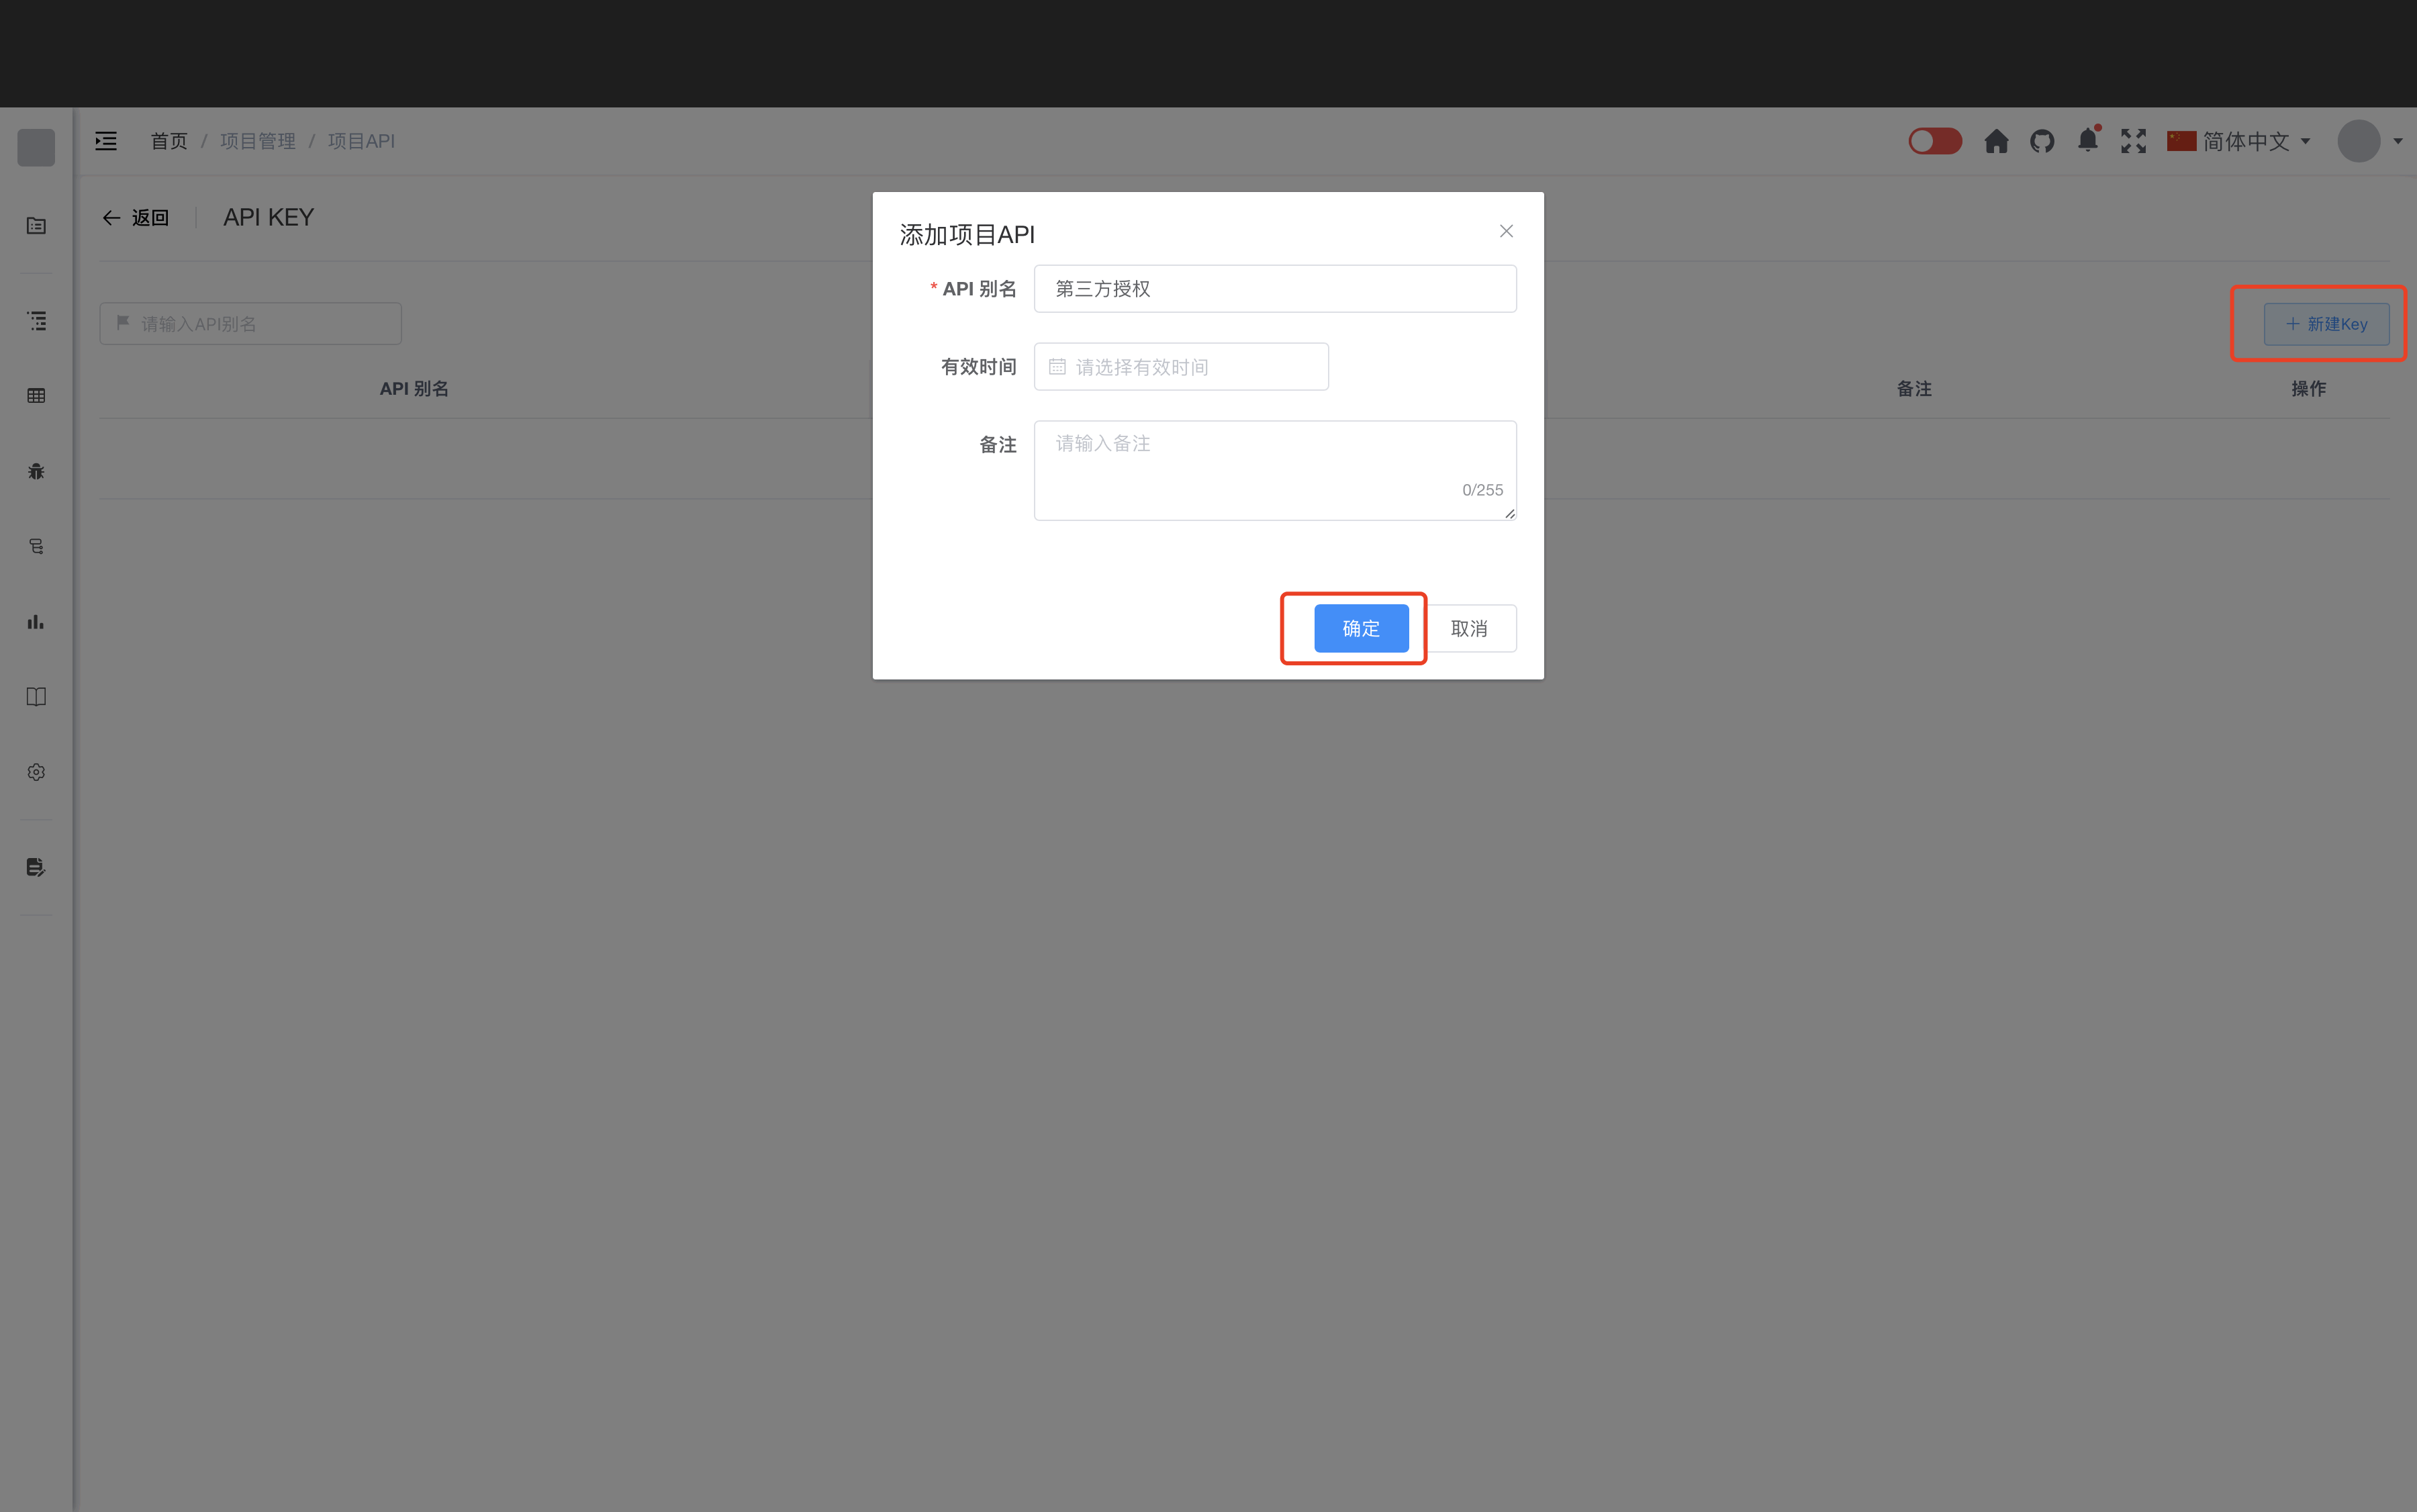 首页 / 项目管理 / 项目API
简体中文
返回
API KEY
请输入API别名
新建Key
API 别名
备注
操作
添加项目API
* API 别名
第三方授权
有效时间
请选择有效时间
备注
请输入备注
0/255
确定
取消